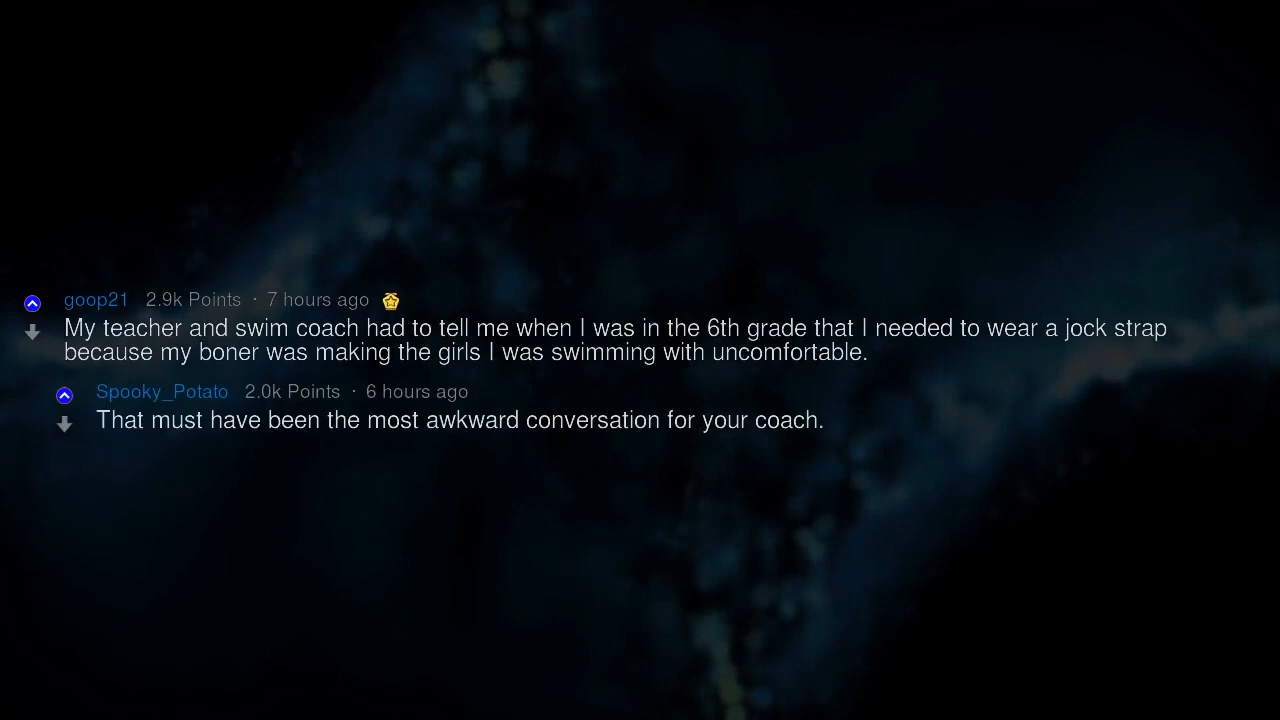 goop21 2.9k Points · 7 hours ago
My teacher and swim coach had to tell me when I was in the 6th grade that I needed to wear a jock strap
because my boner was making the girls I was swimming with uncomfortable.
Spooky_Potato 2.0k Points · 6 hours ago
That must have been the most awkward conversation for your coach.